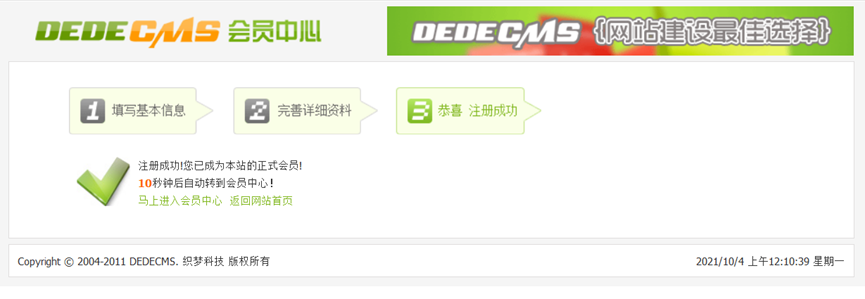 DEDECMS 会员中心
DEDECMS {网站建设最佳选择}
1 填写基本信息
2 完善详细资料
3 恭喜 注册成功
注册成功!您已成为本站的正式会员!
10秒钟后自动转到会员中心!
马上进入会员中心 返回网站首页
Copyright © 2004-2011 DEDECMS. 织梦科技 版权所有
2021/10/4 上午12:10:39 星期一